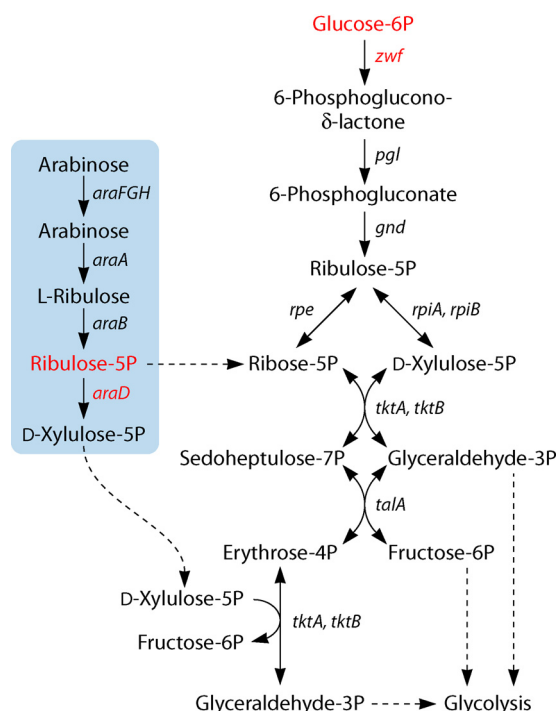 Glucose-6P
zwf
6-Phosphoglucono-
δ-lactone
pgl
6-Phosphogluconate
gnd
Ribulose-5P
rpe
rpiA, rpiB
Arabinose
araFGH
Arabinose
araA
L-Ribulose
araB
Ribulose-5P
araD
D-Xylulose-5P
Ribose-5P
D-Xylulose-5P
tktA, tktB
Sedoheptulose-7P
Glyceraldehyde-3P
talA
Erythrose-4P
Fructose-6P
D-Xylulose-5P
tktA, tktB
Fructose-6P
Glyceraldehyde-3P
Glycolysis